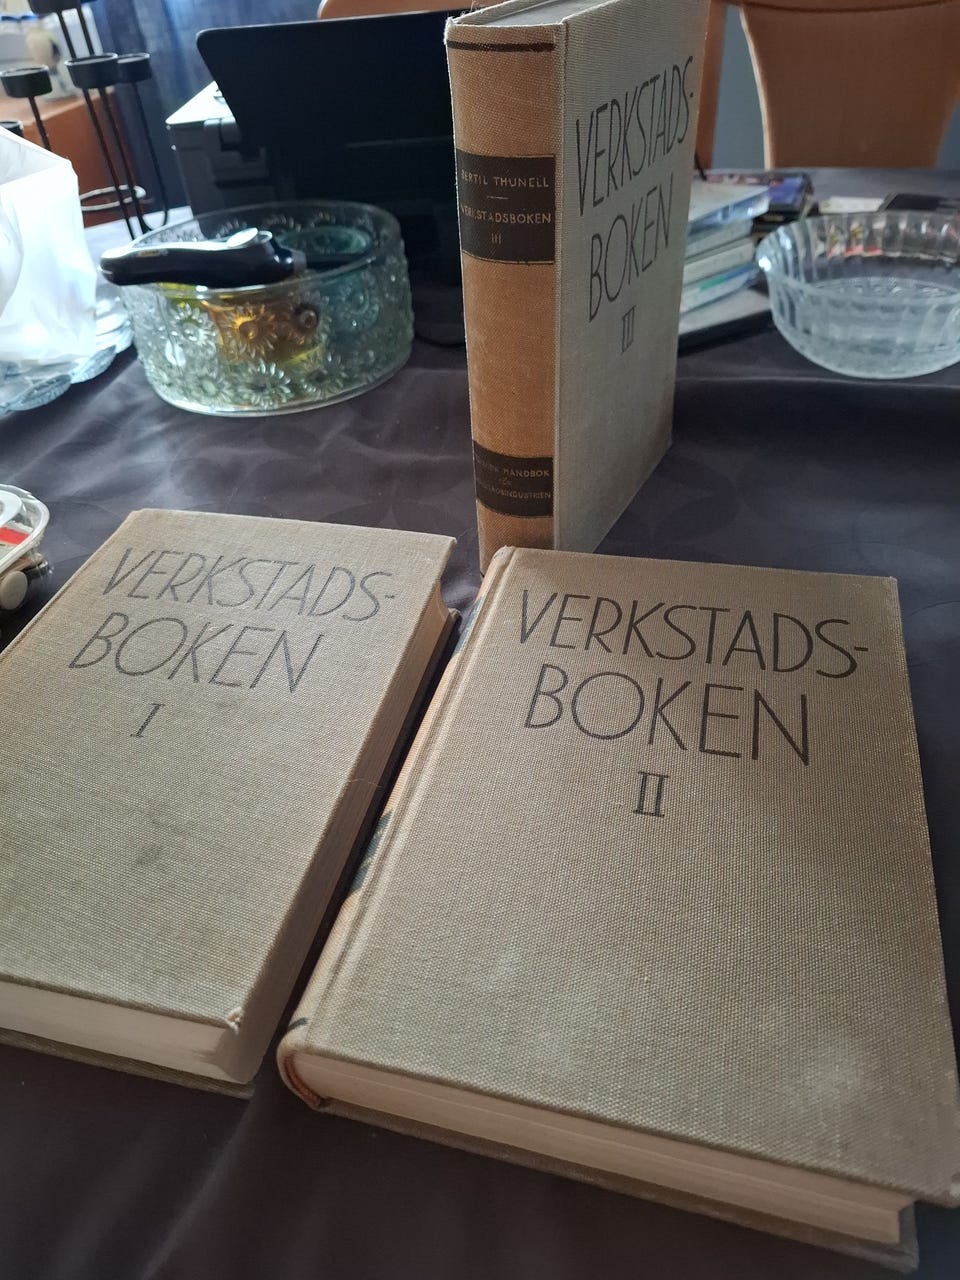 BERTIL THUNELL
VERKSTADSBOKEN
III
HANDBOK
FÖR
VERKSTADS-
BOKEN
III
VERKSTADS-
BOKEN
I
VERKSTADS-
BOKEN
II